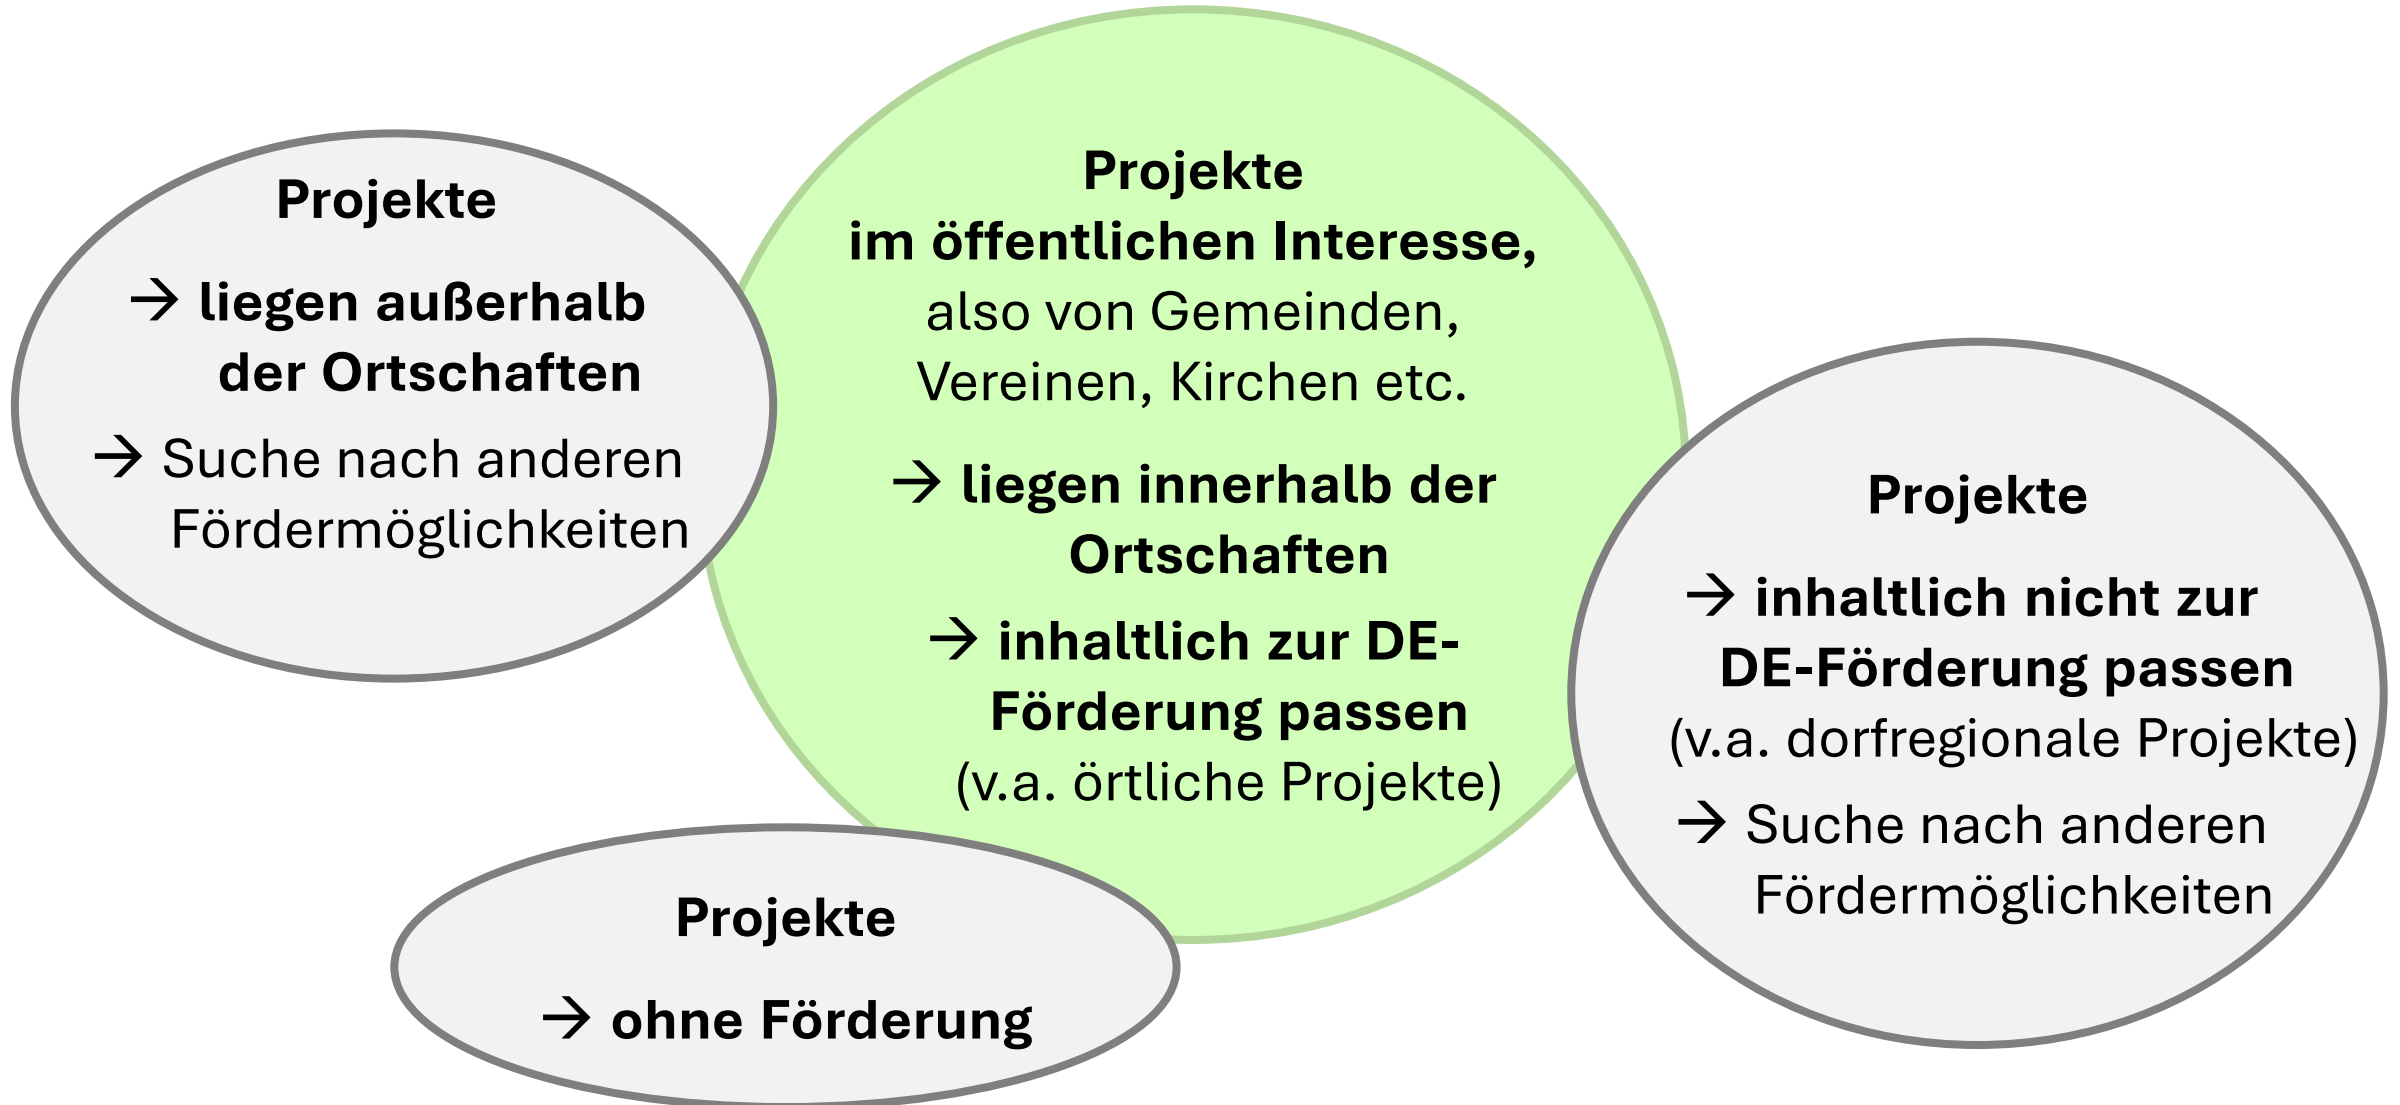 Projekte
→ liegen außerhalb
der Ortschaften
→ Suche nach anderen
Fördermöglichkeiten
Projekte
im öffentlichen Interesse,
also von Gemeinden,
Vereinen, Kirchen etc.
→ liegen innerhalb der
Ortschaften
→ inhaltlich zur DE-
Förderung passen
(v.a. örtliche Projekte)
Projekte
→ inhaltlich nicht zur
DE-Förderung passen
(v.a. dorfregionale Projekte)
→ Suche nach anderen
Fördermöglichkeiten
Projekte
→ ohne Förderung